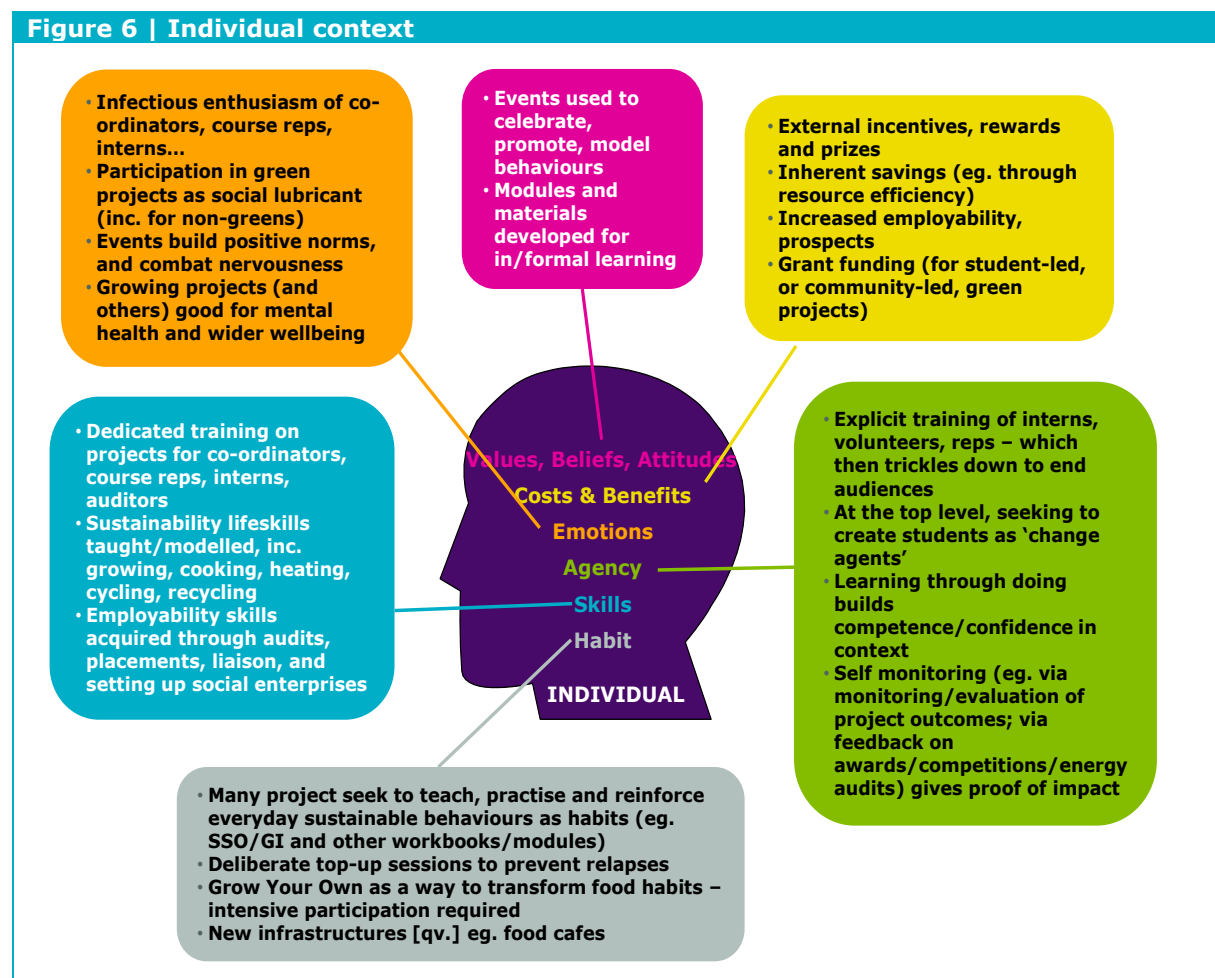 Figure 6 | Individual context
• Infectious enthusiasm of co-
ordinators, course reps,
interns...
• Participation in green
projects as social lubricant
(inc. for non-greens)
• Events build positive norms,
and combat nervousness
• Growing projects (and
others) good for mental
health and wider wellbeing
• Events used to
celebrate,
promote, model
behaviours
• Modules and
materials
developed for
in/formal learning
• External incentives, rewards
and prizes
• Inherent savings (eg. through
resource efficiency)
• Increased employability,
prospects
• Grant funding (for student-led,
or community-led, green
projects)
• Dedicated training on
projects for co-ordinators,
course reps, interns,
auditors
• Sustainability lifeskills
taught/modelled, inc.
growing, cooking, heating,
cycling, recycling
• Employability skills
acquired through audits,
placements, liaison, and
setting up social enterprises
Values, Beliefs, Attitudes
Costs & Benefits
Emotions
Agency
Skills
Habit
INDIVIDUAL
• Explicit training of interns,
volunteers, reps – which
then trickles down to end
audiences
• At the top level, seeking to
create students as ‘change
agents’
• Learning through doing
builds
competence/confidence in
context
• Self monitoring (eg. via
monitoring/evaluation of
project outcomes; via
feedback on
awards/competitions/energy
audits) gives proof of impact
• Many project seek to teach, practise and reinforce
everyday sustainable behaviours as habits (eg.
SSO/GI and other workbooks/modules)
• Deliberate top-up sessions to prevent relapses
• Grow Your Own as a way to transform food habits –
intensive participation required
• New infrastructures [qv.] eg. food cafes